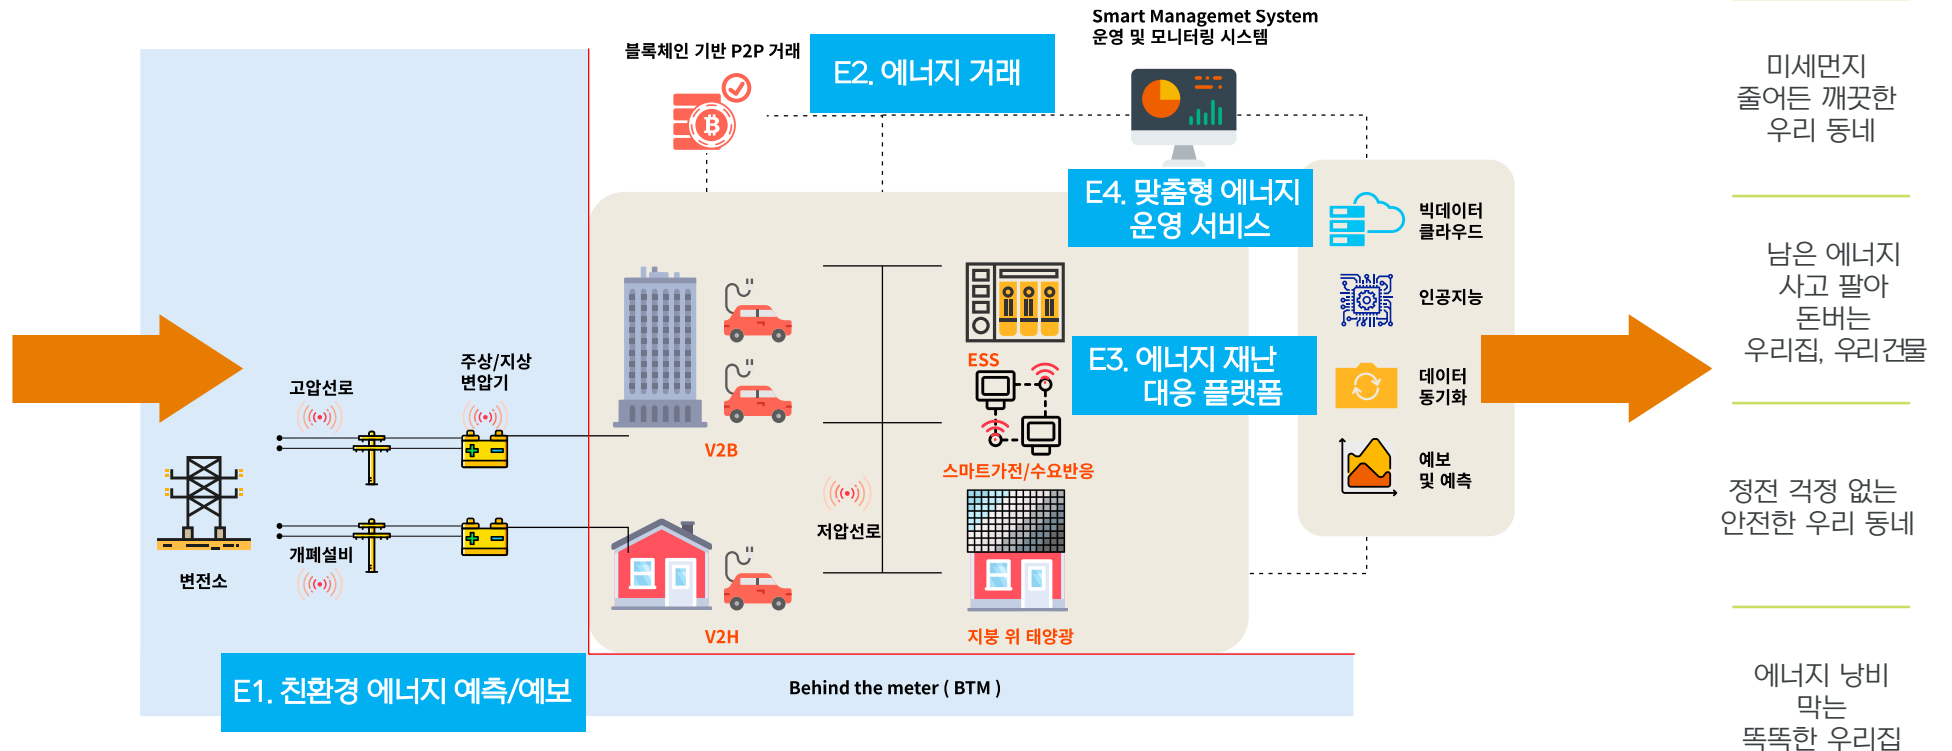 Smart Managemet System
운영 및 모니터링 시스템
블록체인 기반 P2P 거래
E2. 에너지 거래
E4. 맞춤형 에너지
운영 서비스
빅데이터
클라우드
인공지능
데이터
동기화
예보
및 예측
E3. 에너지 재난
대응 플랫폼
ESS
스마트가전/수요반응
지붕 위 태양광
V2B
V2H
저압선로
주상/지상
변압기
고압선로
개폐설비
변전소
E1. 친환경 에너지 예측/예보
Behind the meter ( BTM )
미세먼지
줄어든 깨끗한
우리 동네
남은 에너지
사고 팔아
돈버는
우리집, 우리건물
정전 걱정 없는
안전한 우리 동네
에너지 낭비
막는
똑똑한 우리집